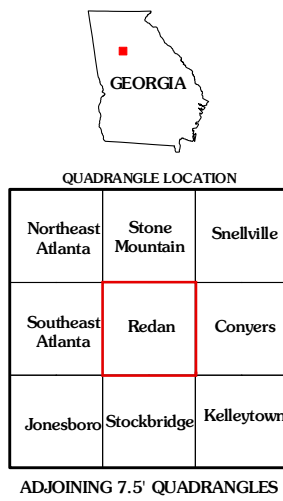 GEORGIA
QUADRANGLE LOCATION
Northeast
Atlanta
Stone
Mountain
Snellville
Southeast
Atlanta
Redan
Conyers
Jonesboro
Stockbridge
Kelleytown
ADJOINING 7.5' QUADRANGLES